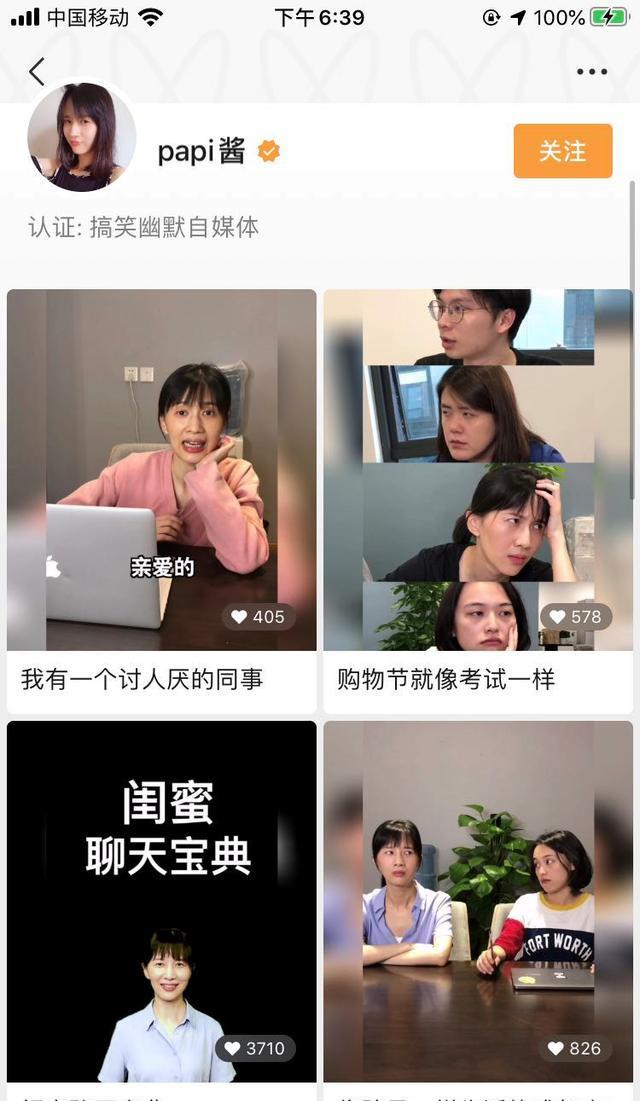 中国移动
下午6:39
100%
papi酱
关注
认证: 搞笑幽默自媒体
亲爱的
405
578
我有一个讨人厌的同事
购物节就像考试一样
闺蜜
聊天宝典
FORT WORTH
3710
826